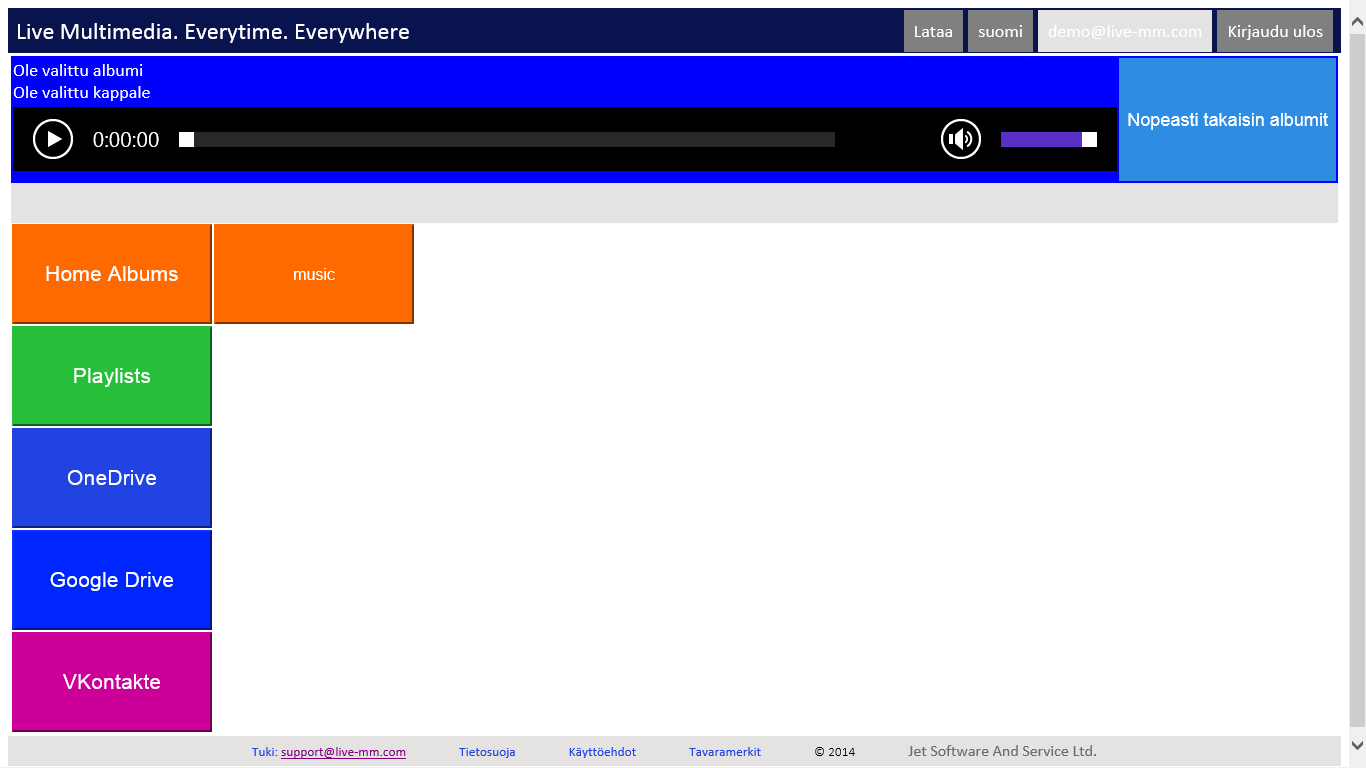 Live Multimedia. Everytime. Everywhere
Lataa
suomi
demo@live-mm.com
Kirjaudu ulos
Ole valittu albumi
Ole valittu kappale
0:00:00
Nopeasti takaisin albumit
Home Albums
music
Playlists
OneDrive
Google Drive
VKontakte
Tuki: support@live-mm.com
Tietosuoja
Käyttöehdot
Tavaramerkit
© 2014
Jet Software And Service Ltd.